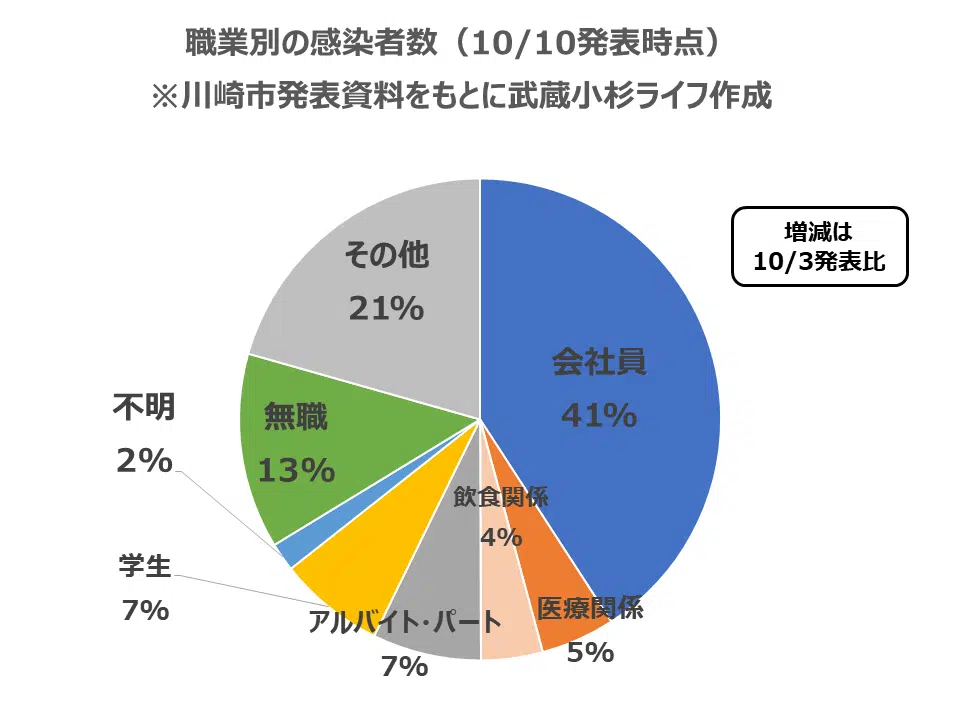 職業別の感染者数（10/10発表時点）
※川崎市発表資料をもとに武蔵小杉ライフ作成
増減は
10/3発表比
その他
21%
会社員
41%
不明
2%
無職
13%
飲食関係
4%
学生
7%
アルバイト・パート
7%
医療関係
5%